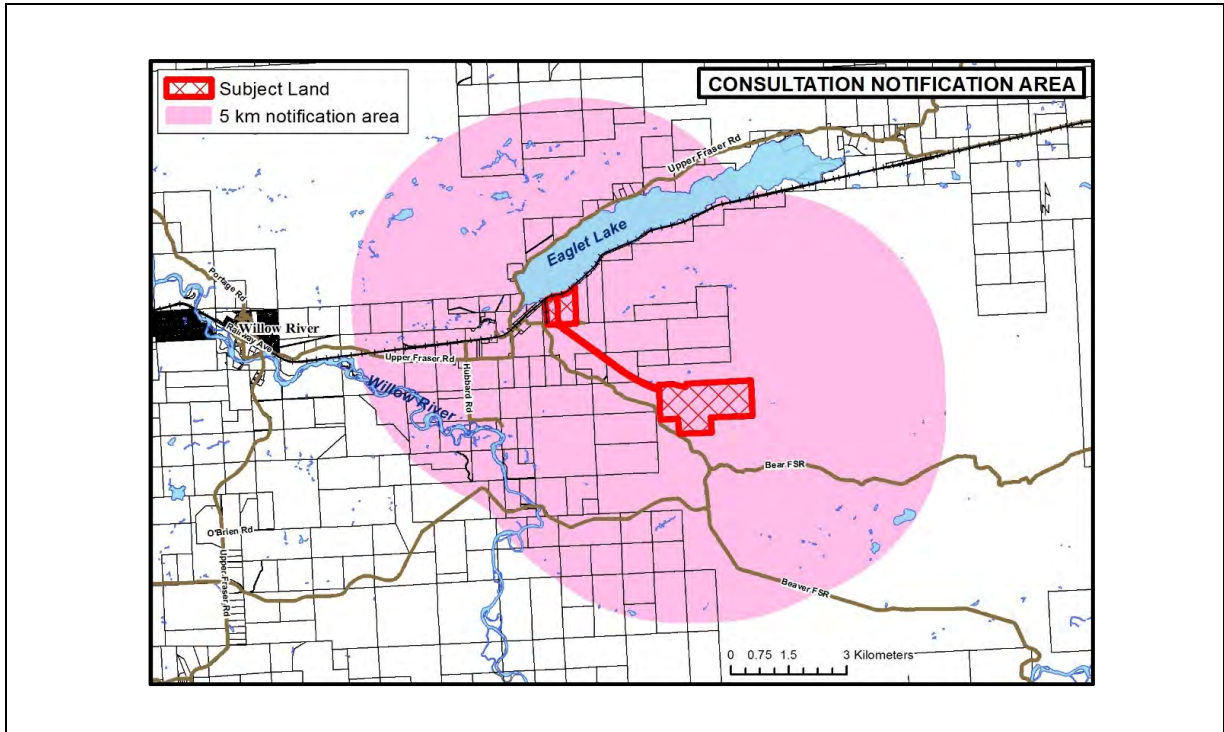 CONSULTATION NOTIFICATION AREA
Subject Land
5 km notification area
Upper Fraser Rd
Eaglet Lake
Portage Rd
Willow River
Railway Ave
Upper Fraser Rd
Hubbard Rd
Willow River
Bear FSR
O'Brien Rd
Upper Fraser Rd
Beaver FSR
0 0.75 1.5 3 Kilometers